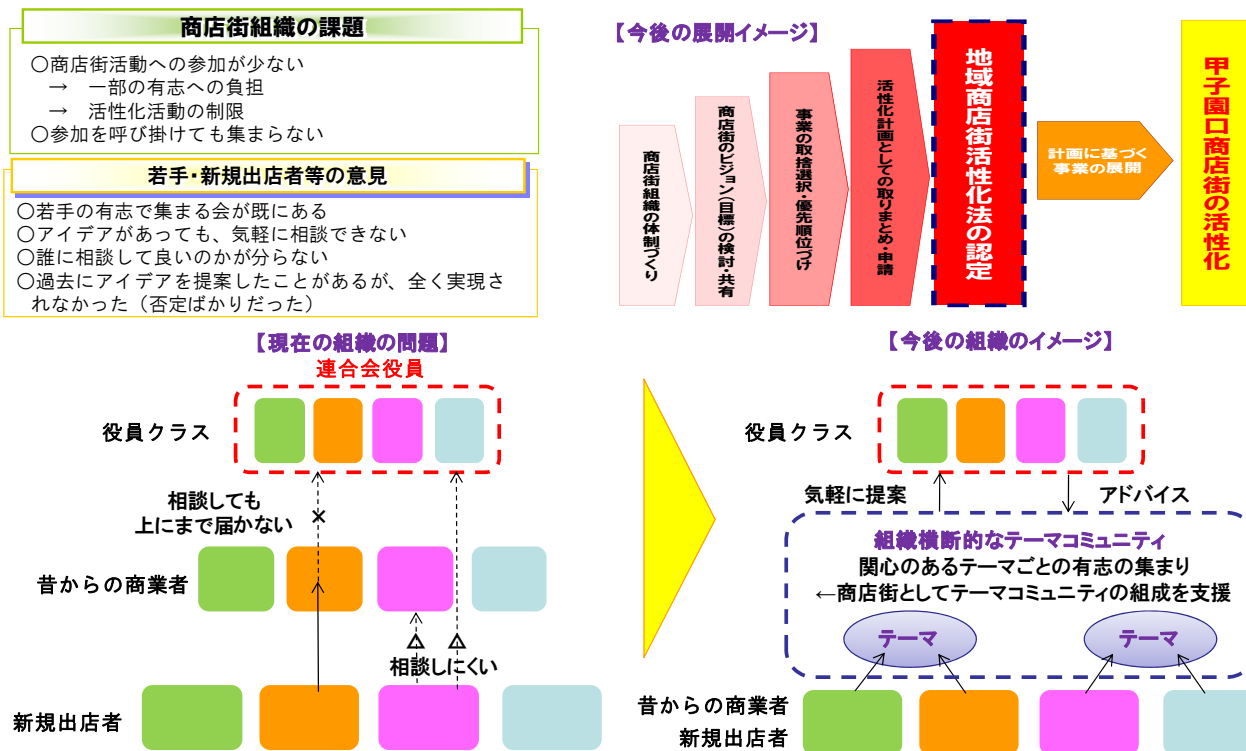 商店街組織の課題
○商店街活動への参加が少ない
→ 一部の有志への負担
→ 活性化活動の制限
○参加を呼び掛けても集まらない
若手・新規出店者等の意見
○若手の有志で集まる会が既にある
○アイデアがあっても、気軽に相談できない
○誰に相談して良いのかが分らない
○過去にアイデアを提案したことがあるが、全く実現さ
れなかった（否定ばかりだった）
【今後の展開イメージ】
商店街組織の体制づくり
商店街のビジョン(目標)の検討・共有
事業の取捨選択・優先順位づけ
活性化計画としての取りまとめ・申請
地域商店街活性化法の認定
計画に基づく
事業の展開
甲子園口商店街の活性化
【現在の組織の問題】
連合会役員
役員クラス
相談しても
上にまで届かない
×
昔からの商業者
△
△
相談しにくい
新規出店者
【今後の組織のイメージ】
役員クラス
気軽に提案
アドバイス
組織横断的なテーマコミュニティ
関心のあるテーマごとの有志の集まり
←商店街としてテーマコミュニティの組成を支援
テーマ
テーマ
昔からの商業者
新規出店者